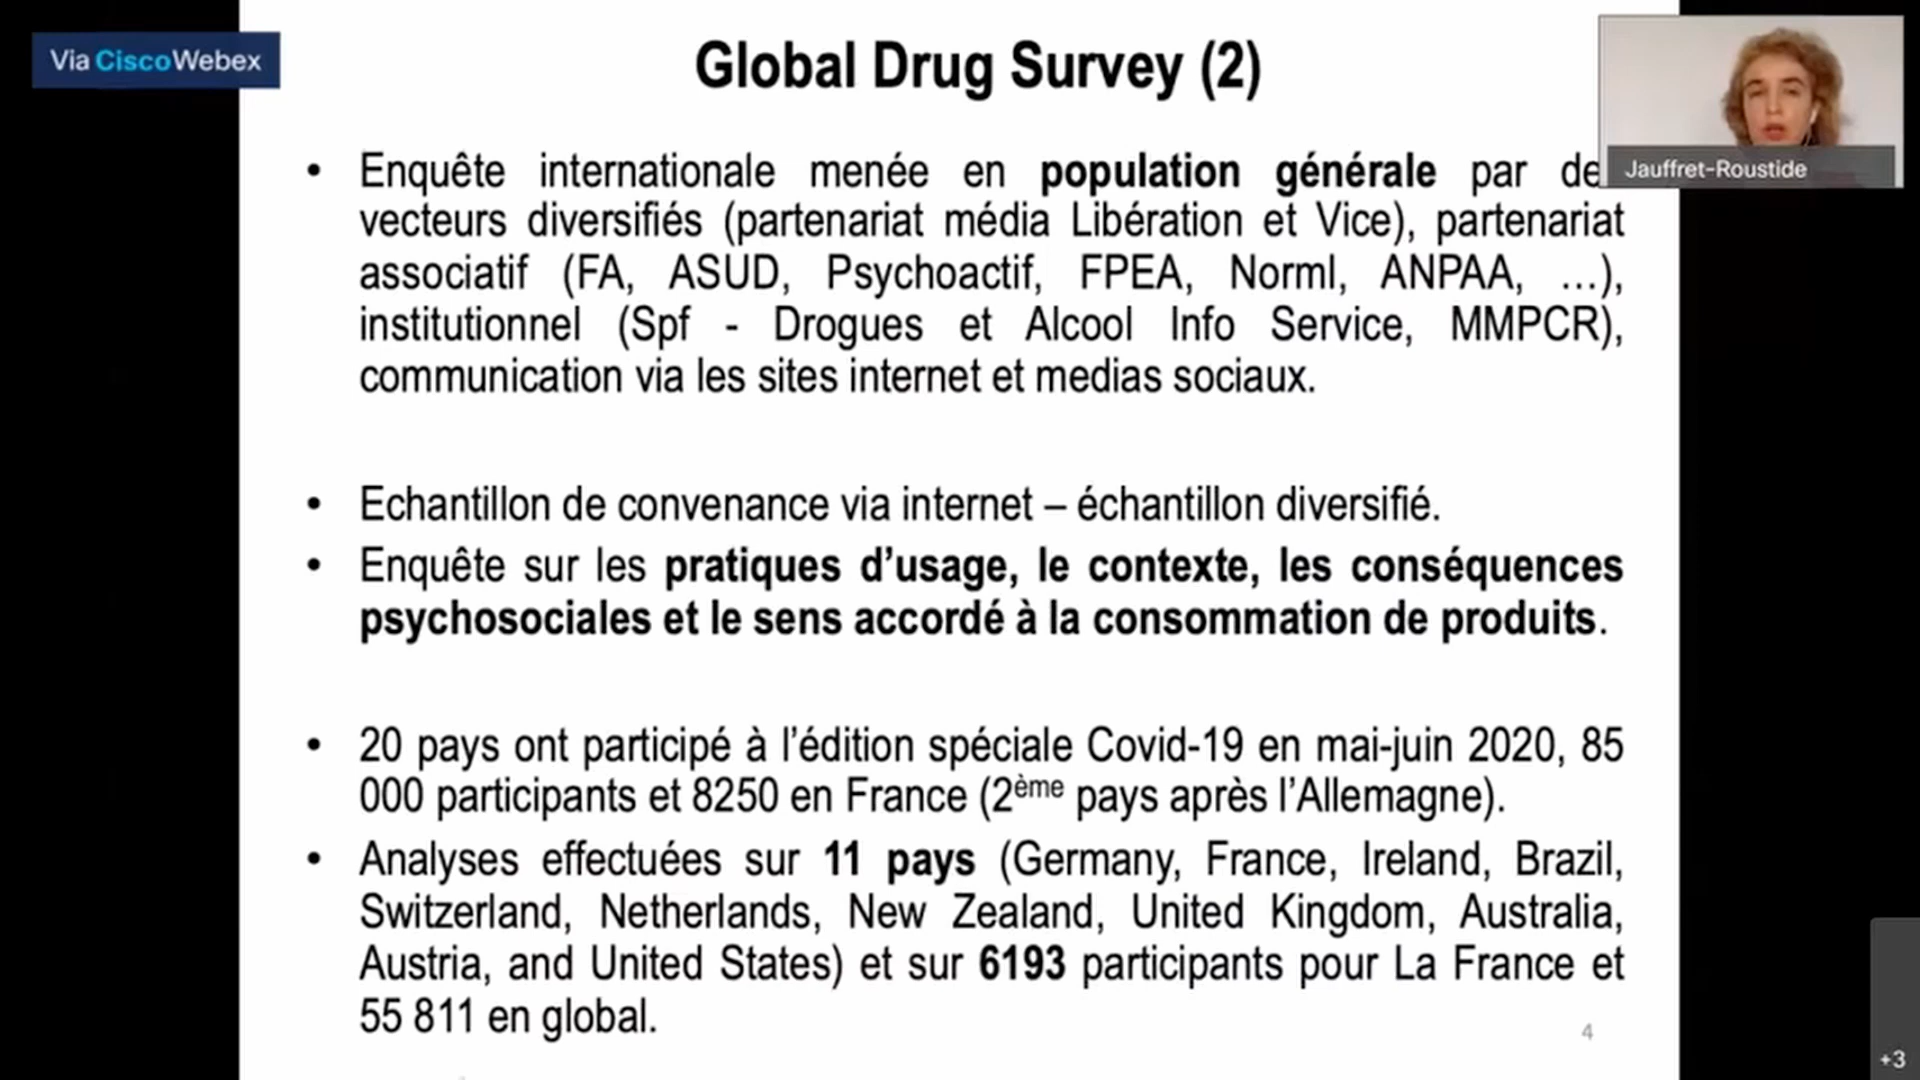 Via CiscoWebex
Global Drug Survey (2)
Jauffret-Roustide
• Enquête internationale menée en population générale par de
vecteurs diversifiés (partenariat média Libération et Vice), partenariat
associatif (FA, ASUD, Psychoactif, FPEA, Norml, ANPAA, …),
institutionnel (Spf - Drogues et Alcool Info Service, MMPCR),
communication via les sites internet et medias sociaux.
• Echantillon de convenance via internet – échantillon diversifié.
• Enquête sur les pratiques d’usage, le contexte, les conséquences
psychosociales et le sens accordé à la consommation de produits.
• 20 pays ont participé à l’édition spéciale Covid-19 en mai-juin 2020, 85
000 participants et 8250 en France (2ème pays après l’Allemagne).
• Analyses effectuées sur 11 pays (Germany, France, Ireland, Brazil,
Switzerland, Netherlands, New Zealand, United Kingdom, Australia,
Austria, and United States) et sur 6193 participants pour La France et
55 811 en global.
4
+3